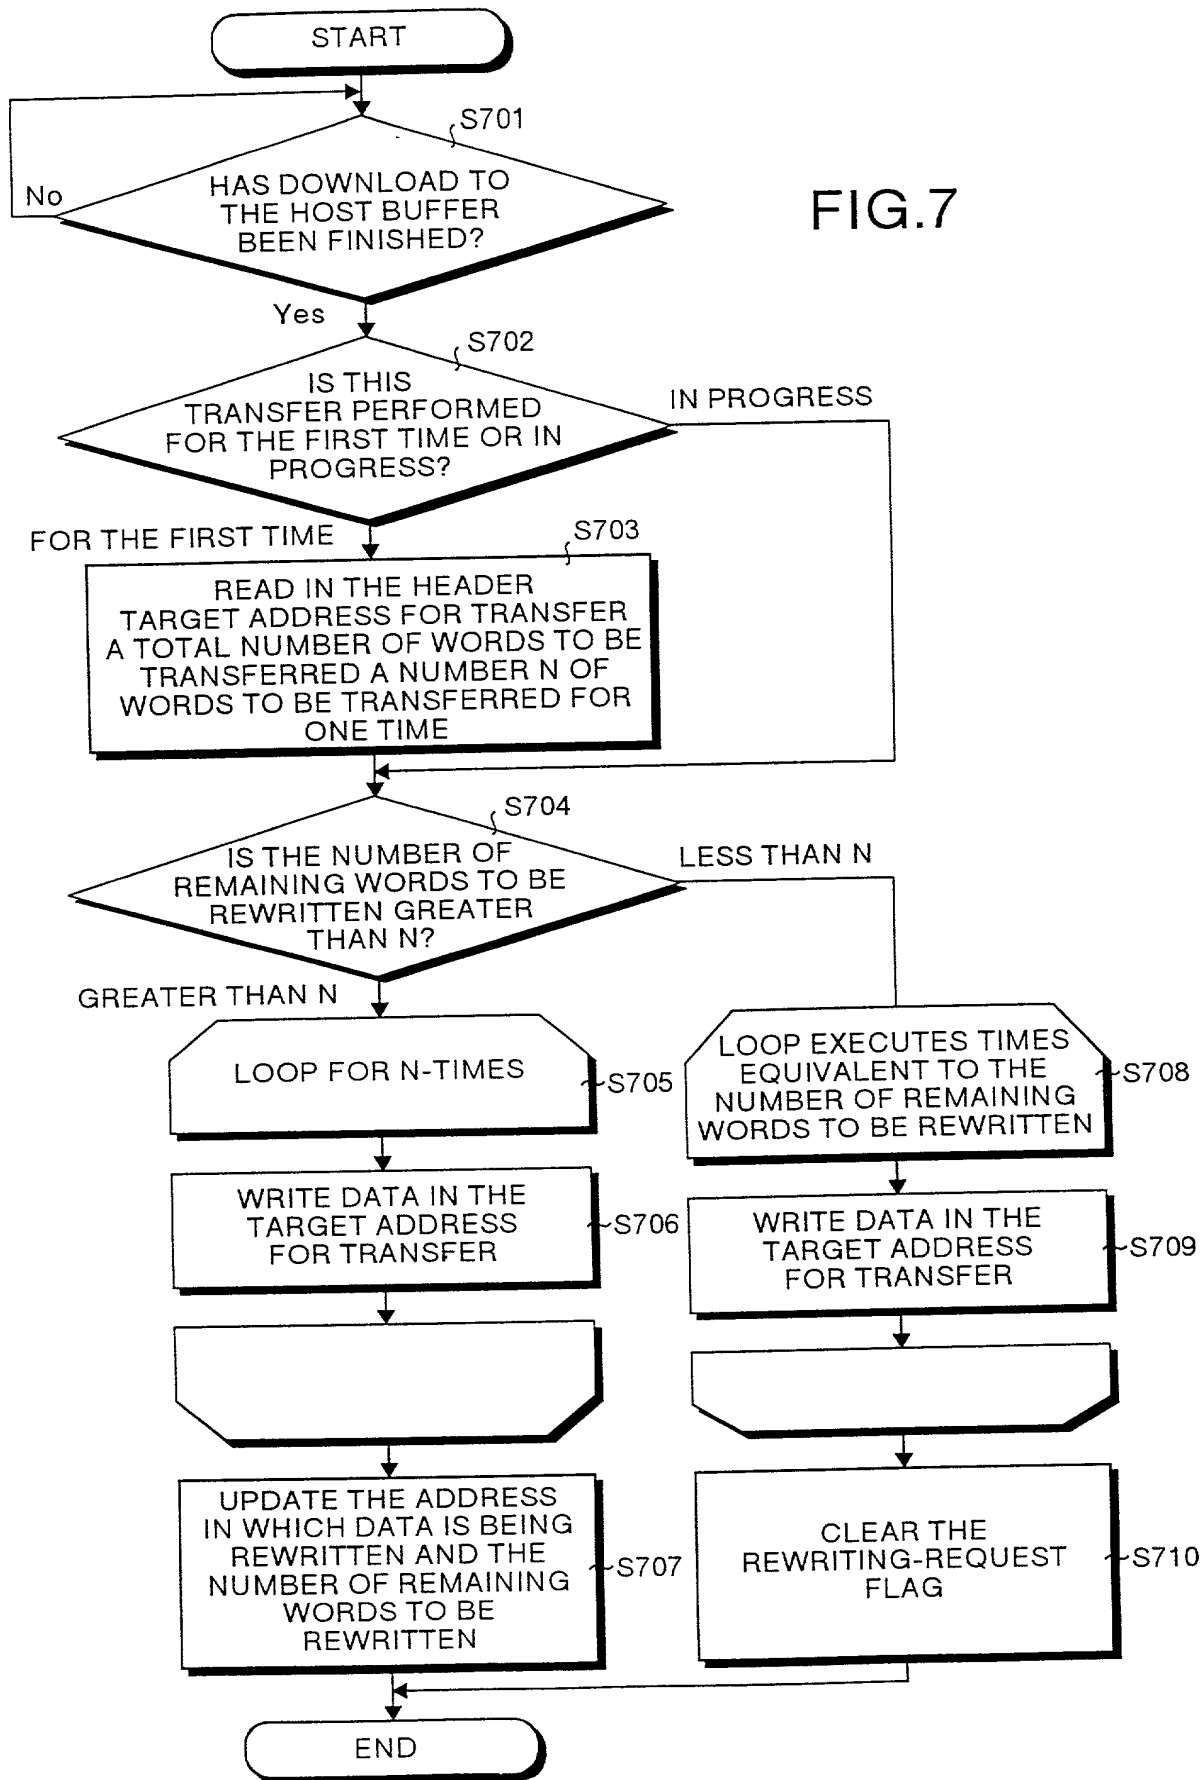 START
S701
No
HAS DOWNLOAD TO
THE HOST BUFFER
BEEN FINISHED?
FIG.7
Yes
S702
IS THIS
TRANSFER PERFORMED
FOR THE FIRST TIME OR IN
PROGRESS?
IN PROGRESS
FOR THE FIRST TIME
S703
READ IN THE HEADER
TARGET ADDRESS FOR TRANSFER
A TOTAL NUMBER OF WORDS TO BE
TRANSFERRED A NUMBER N OF
WORDS TO BE TRANSFERRED FOR
ONE TIME
S704
IS THE NUMBER OF
REMAINING WORDS TO BE
REWRITTEN GREATER
THAN N?
LESS THAN N
GREATER THAN N
LOOP FOR N-TIMES
S705
LOOP EXECUTES TIMES
EQUIVALENT TO THE
NUMBER OF REMAINING
WORDS TO BE REWRITTEN
S708
WRITE DATA IN THE
TARGET ADDRESS
FOR TRANSFER
S706
WRITE DATA IN THE
TARGET ADDRESS
FOR TRANSFER
S709
UPDATE THE ADDRESS
IN WHICH DATA IS BEING
REWRITTEN AND THE
NUMBER OF REMAINING
WORDS TO BE
REWRITTEN
S707
CLEAR THE
REWRITING-REQUEST
FLAG
S710
END